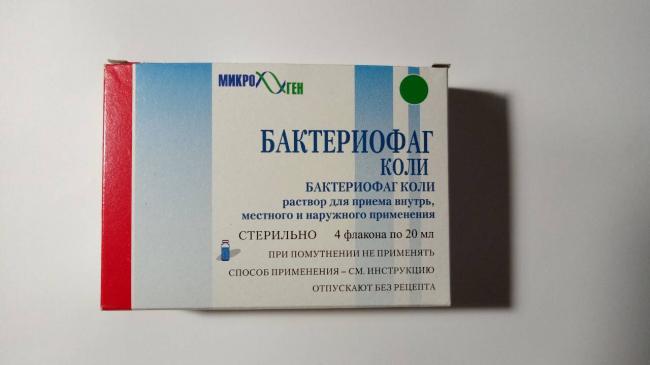 МИКРОГЕН
БАКТЕРИОФАГ
КОЛИ
БАКТЕРИОФАГ КОЛИ
раствор для приема внутрь,
местного и наружного применения
СТЕРИЛЬНО 4 флакона по 20 мл
ПРИ ПОМУТНЕНИИ НЕ ПРИМЕНЯТЬ
СПОСОБ ПРИМЕНЕНИЯ – СМ. ИНСТРУКЦИЮ
ОТПУСКАЮТ БЕЗ РЕЦЕПТА